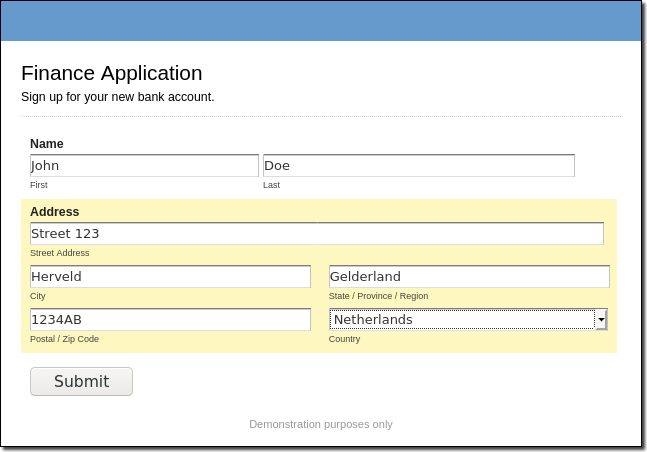 Finance Application
Sign up for your new bank account.
Name
John Doe
First Last
Address
Street 123
Street Address
Herveld Gelderland
City State / Province / Region
1234AB Netherlands
Postal / Zip Code Country
Submit
Demonstration purposes only